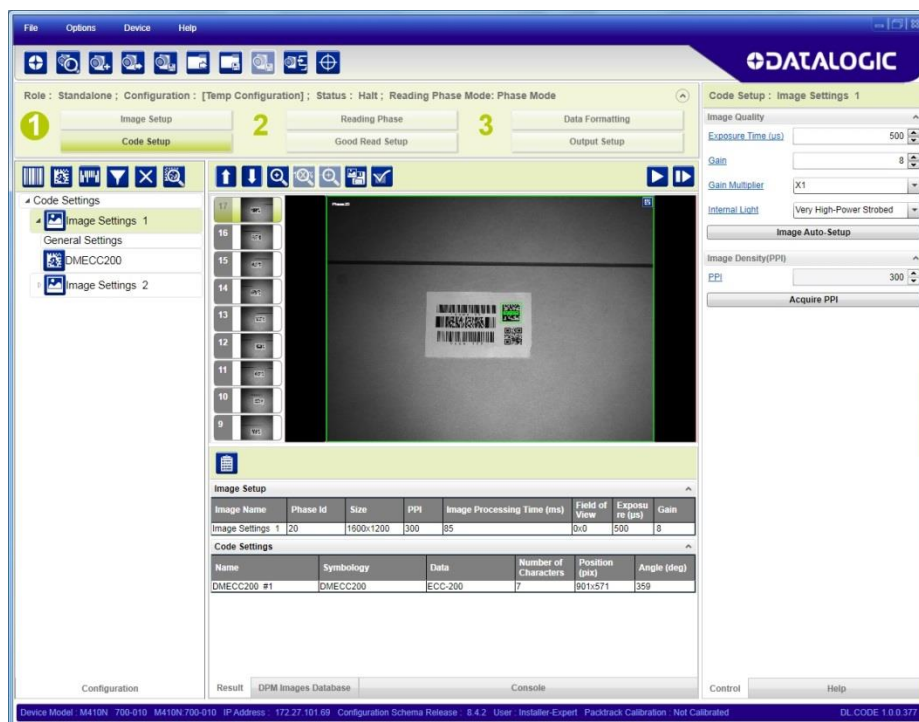 File Options Device Help
DATALOGIC
Role : Standalone ; Configuration : [Temp Configuration] ; Status : Halt ; Reading Phase Mode: Phase Mode
1 Image Setup 2 Reading Phase 3 Data Formatting
Code Setup Good Read Setup Output Setup
Code Setup : Image Settings 1
Image Quality
Exposure Time (us) 500
Gain 8
Gain Multiplier X1
Internal Light Very High-Power Strobed
Image Auto-Setup
Image Density(PPI)
PPI 300
Acquire PPI
Code Settings
Image Settings 1
General Settings
DMECC200
Image Settings 2
17
16
15
14
13
12
11
10
9
Image Setup
Image Name Phase Id Size PPI Image Processing Time (ms) Field of View Exposure (µs) Gain
Image Settings 1 20 1600x1200 300 85 0x0 500 8
Code Settings
Name Symbology Data Number of Characters Position (pix) Angle (deg)
DMECC200 #1 DMECC200 ECC-200 7 901x571 359
Configuration Result DPM Images Database Console Control Help
Device Model : M410N 700-010 M410N 700-010 IP Address : 172.27.101.69 Configuration Schema Release : 8.4.2 User : Installer-Expert Packtrack Calibration : Not Calibrated DL.CODE 1.0.0.377